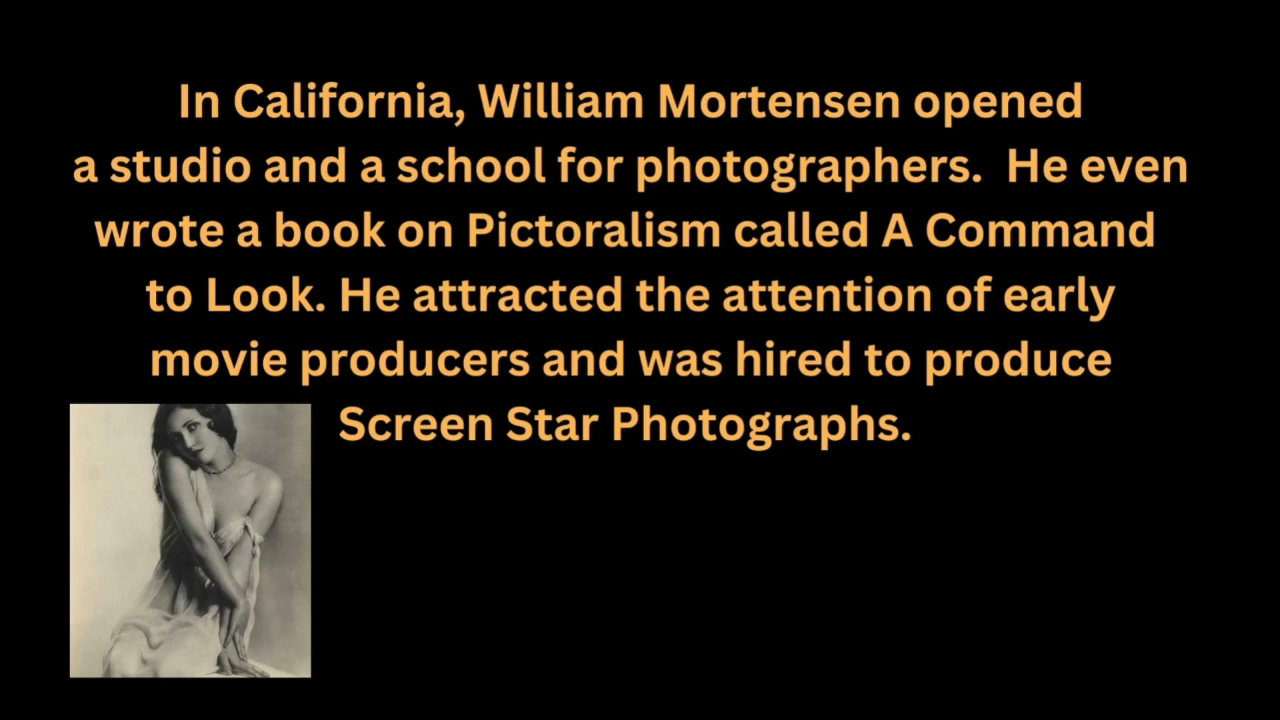 In California, William Mortensen opened
a studio and a school for photographers.  He even
wrote a book on Pictoralism called A Command
to Look. He attracted the attention of early
movie producers and was hired to produce
Screen Star Photographs.